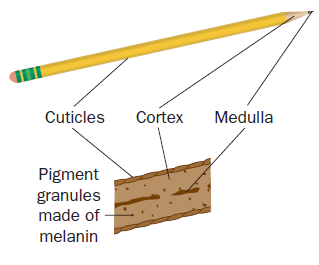 Cuticles Cortex Medulla
Pigment
granules
made of
melanin